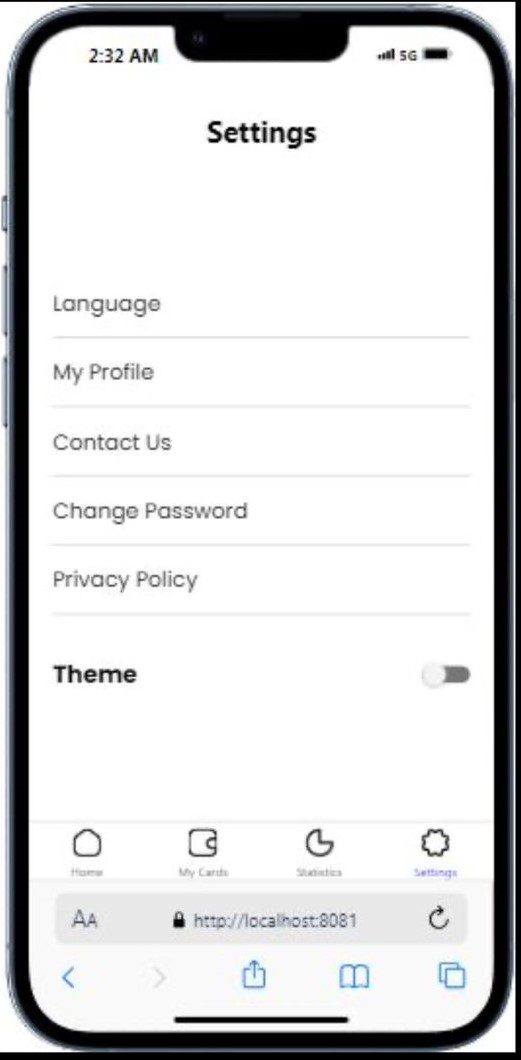 2:32 AM
5G
Settings
Language
My Profile
Contact Us
Change Password
Privacy Policy
Theme
Home
My Cards
Statistics
Settings
AA
http://localhost:8081